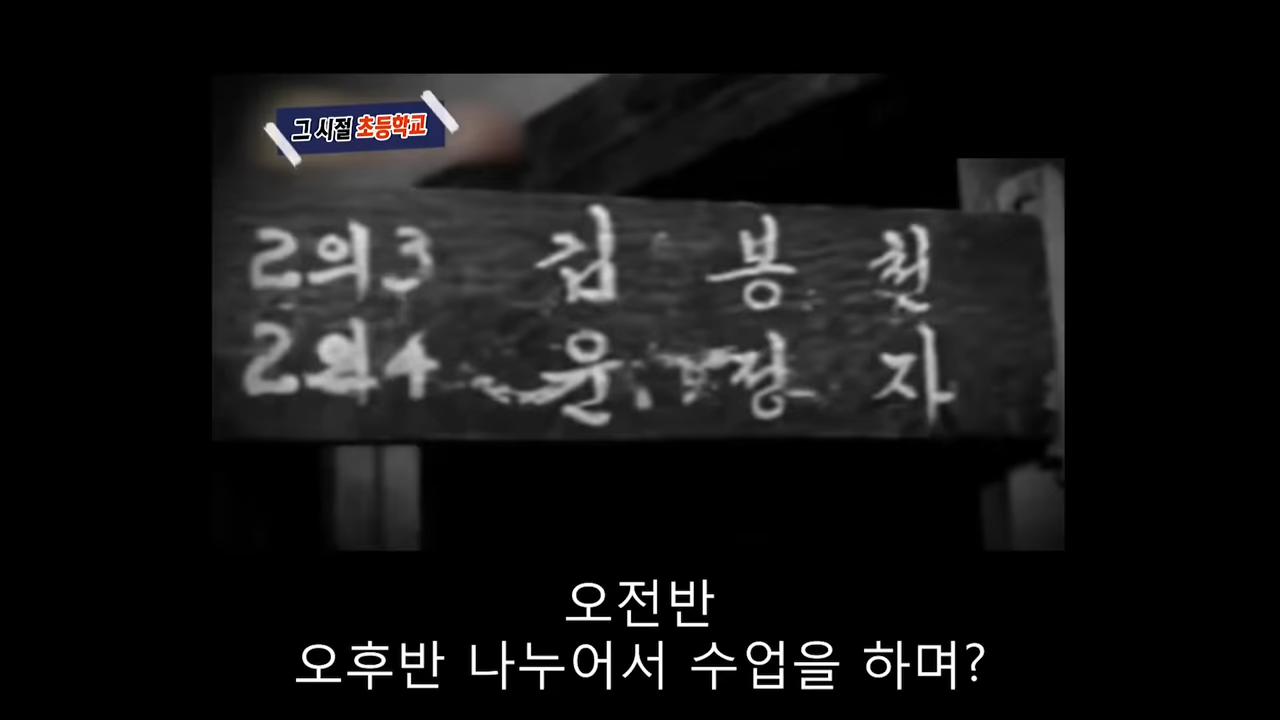 그 시절 초등학교
2의3 김 봉 철
2의4 윤 정 자
오전반
오후반 나누어서 수업을 하며?